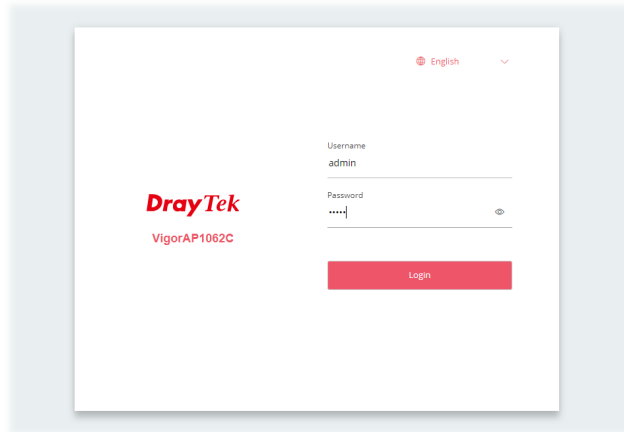 English
Username
admin
Password
•••••
DrayTek
VigorAP1062C
Login